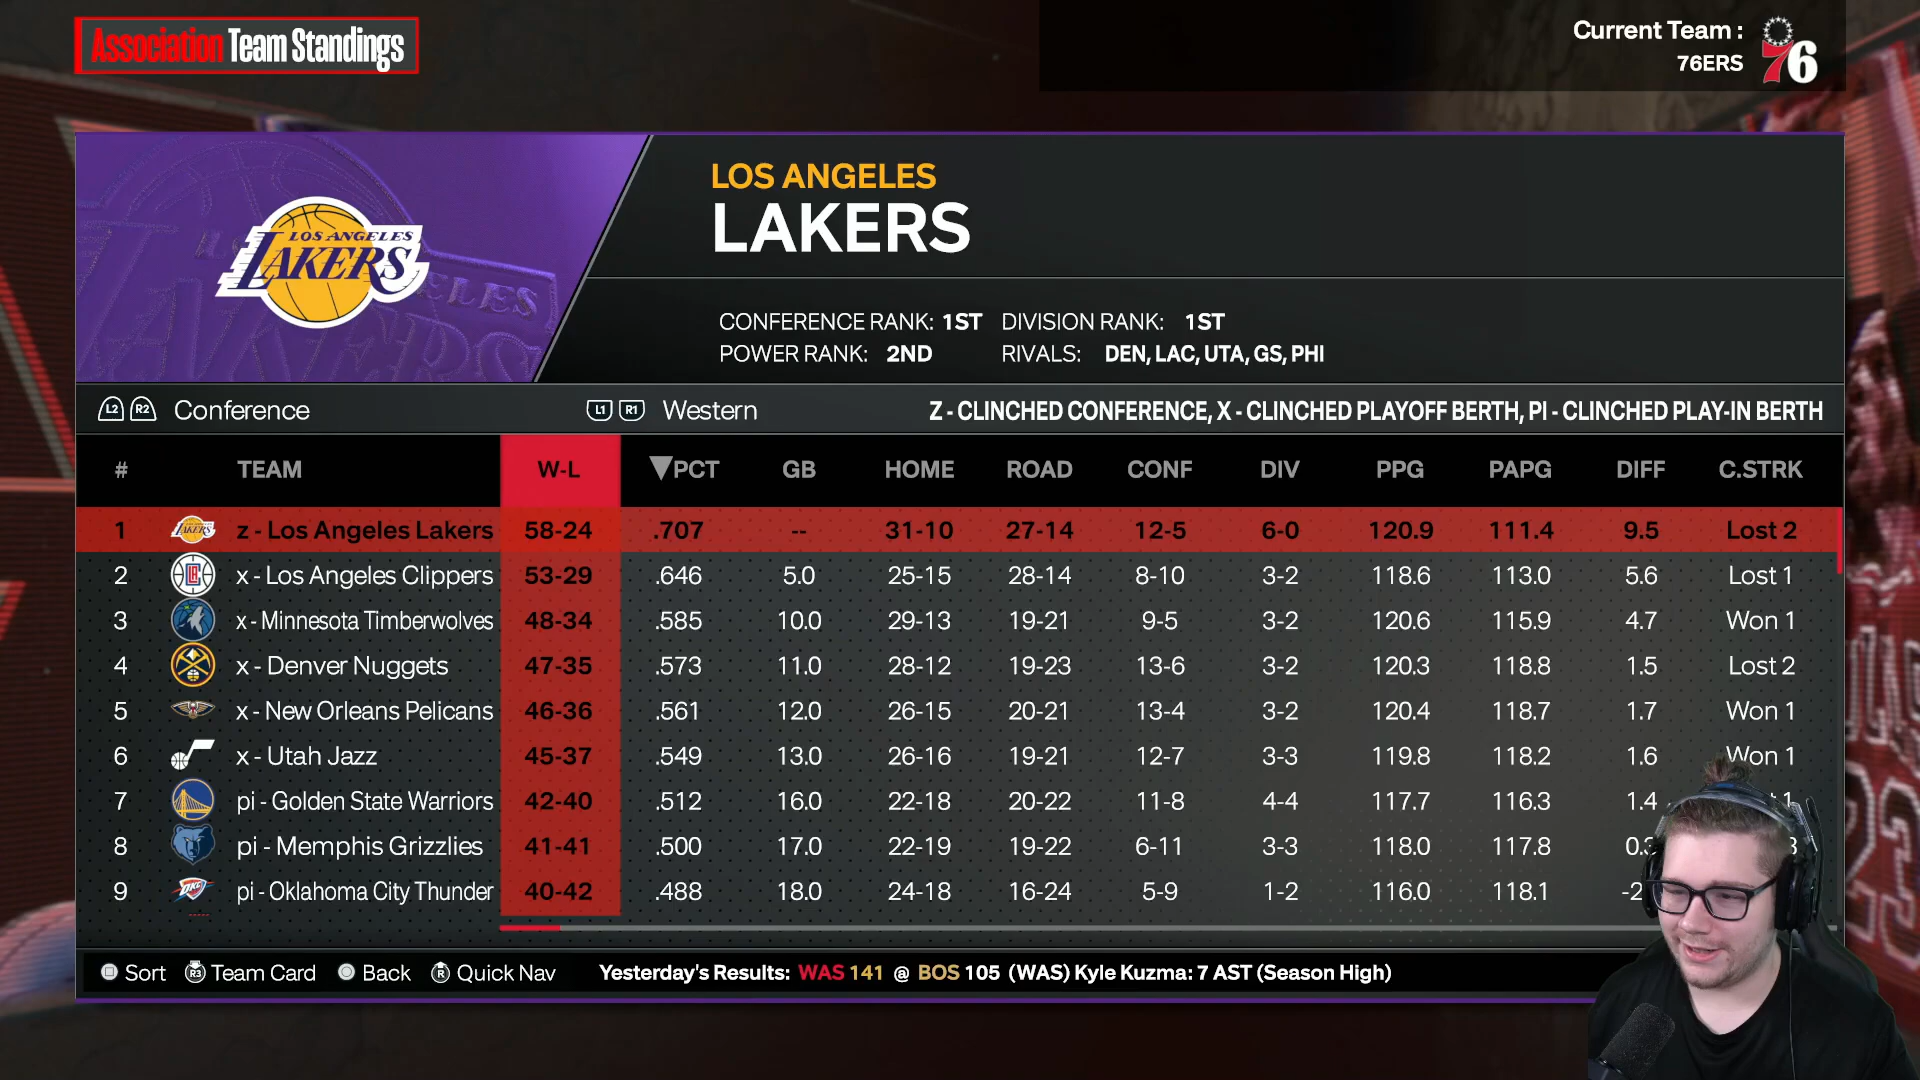 Association Team Standings
Current Team :
76ERS
76
LOS ANGELES
LAKERS
LOS ANGELES
LAKERS
CONFERENCE RANK: 1ST DIVISION RANK: 1ST
POWER RANK: 2ND RIVALS: DEN, LAC, UTA, GS, PHI
L2 R2 Conference L1 R1 Western Z - CLINCHED CONFERENCE, X - CLINCHED PLAYOFF BERTH, PI - CLINCHED PLAY-IN BERTH
# TEAM W-L ▼PCT GB HOME ROAD CONF DIV PPG PAPG DIFF C.STRK
1 z - Los Angeles Lakers 58-24 .707 -- 31-10 27-14 12-5 6-0 120.9 111.4 9.5 Lost 2
2 x - Los Angeles Clippers 53-29 .646 5.0 25-15 28-14 8-10 3-2 118.6 113.0 5.6 Lost 1
3 x - Minnesota Timberwolves 48-34 .585 10.0 29-13 19-21 9-5 3-2 120.6 115.9 4.7 Won 1
4 x - Denver Nuggets 47-35 .573 11.0 28-12 19-23 13-6 3-2 120.3 118.8 1.5 Lost 2
5 x - New Orleans Pelicans 46-36 .561 12.0 26-15 20-21 13-4 3-2 120.4 118.7 1.7 Won 1
6 x - Utah Jazz 45-37 .549 13.0 26-16 19-21 12-7 3-3 119.8 118.2 1.6 Won 1
7 pi - Golden State Warriors 42-40 .512 16.0 22-18 20-22 11-8 4-4 117.7 116.3 1.4 1
8 pi - Memphis Grizzlies 41-41 .500 17.0 22-19 19-22 6-11 3-3 118.0 117.8 0.3
9 pi - Oklahoma City Thunder 40-42 .488 18.0 24-18 16-24 5-9 1-2 116.0 118.1 -2
Sort R3 Team Card Back R Quick Nav Yesterday's Results: WAS 141 @ BOS 105 (WAS) Kyle Kuzma: 7 AST (Season High)